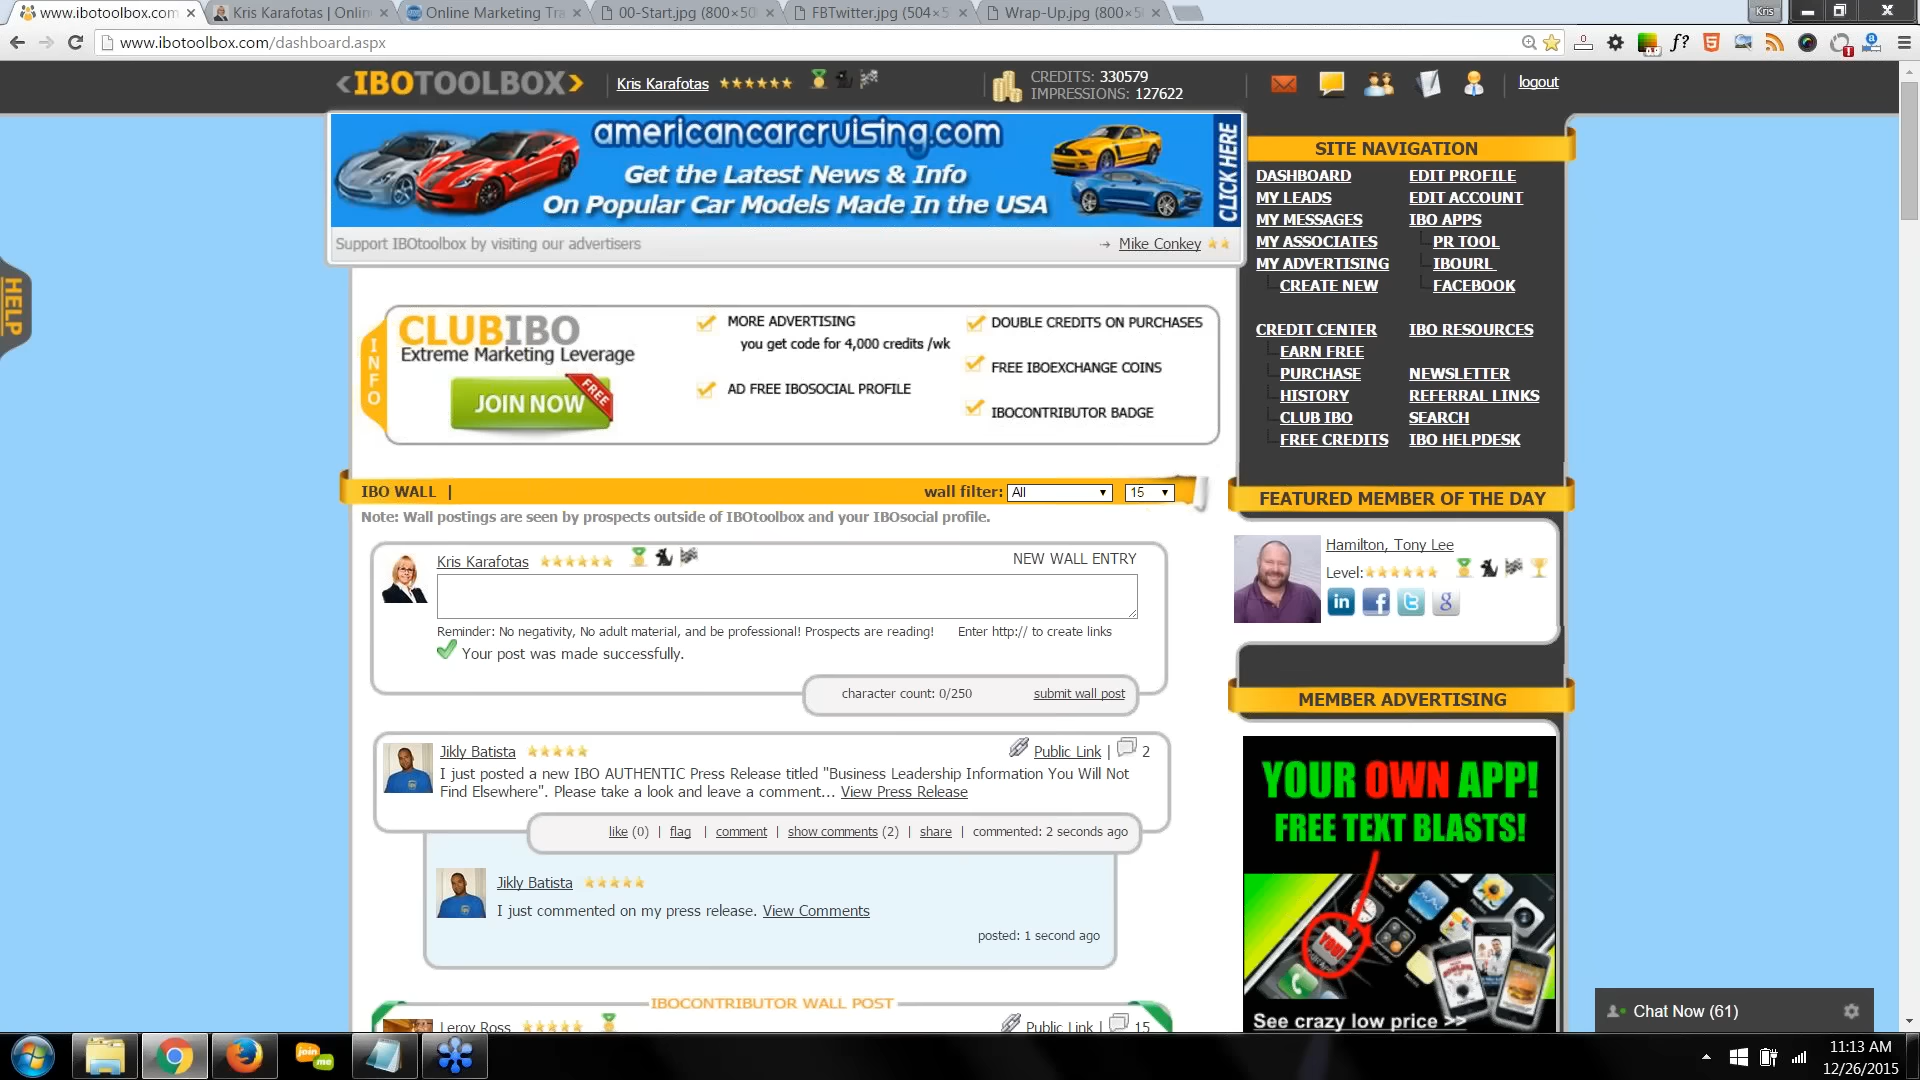 www.ibotoolbox.com
Kris Karafotas | Onlin
Online Marketing Tra
00-Start.jpg (800×50
FBTwitter.jpg (504×5
Wrap-Up.jpg (800×5
Kris
www.ibotoolbox.com/dashboard.aspx
<IBOTOOLBOX>
Kris Karafotas
CREDITS: 330579
IMPRESSIONS: 127622
logout
americancarcruising.com
Get the Latest News & Info
On Popular Car Models Made In the USA
CLICK HERE
Support IBOtoolbox by visiting our advertisers
→ Mike Conkey
HELP
INFO
CLUBIBO
Extreme Marketing Leverage
JOIN NOW
FREE
MORE ADVERTISING
you get code for 4,000 credits /wk
AD FREE IBOSOCIAL PROFILE
DOUBLE CREDITS ON PURCHASES
FREE IBOEXCHANGE COINS
IBOCONTRIBUTOR BADGE
IBO WALL |
wall filter: All 15
Note: Wall postings are seen by prospects outside of IBOtoolbox and your IBOsocial profile.
Kris Karafotas
NEW WALL ENTRY
Reminder: No negativity, No adult material, and be professional! Prospects are reading!
Enter http:// to create links
Your post was made successfully.
character count: 0/250
submit wall post
Jikly Batista
Public Link | 2
I just posted a new IBO AUTHENTIC Press Release titled "Business Leadership Information You Will Not
Find Elsewhere". Please take a look and leave a comment... View Press Release
like (0) | flag | comment | show comments (2) | share | commented: 2 seconds ago
Jikly Batista
I just commented on my press release. View Comments
posted: 1 second ago
IBOCONTRIBUTOR WALL POST
Leroy Ross
Public Link | 15
SITE NAVIGATION
DASHBOARD
MY LEADS
MY MESSAGES
MY ASSOCIATES
MY ADVERTISING
CREATE NEW
CREDIT CENTER
EARN FREE
PURCHASE
HISTORY
CLUB IBO
FREE CREDITS
EDIT PROFILE
EDIT ACCOUNT
IBO APPS
PR TOOL
IBOURL
FACEBOOK
IBO RESOURCES
NEWSLETTER
REFERRAL LINKS
SEARCH
IBO HELPDESK
FEATURED MEMBER OF THE DAY
Hamilton, Tony Lee
Level:
MEMBER ADVERTISING
YOUR OWN APP!
FREE TEXT BLASTS!
YOU!
See crazy low price >>
Chat Now (61)
join me
11:13 AM
12/26/2015